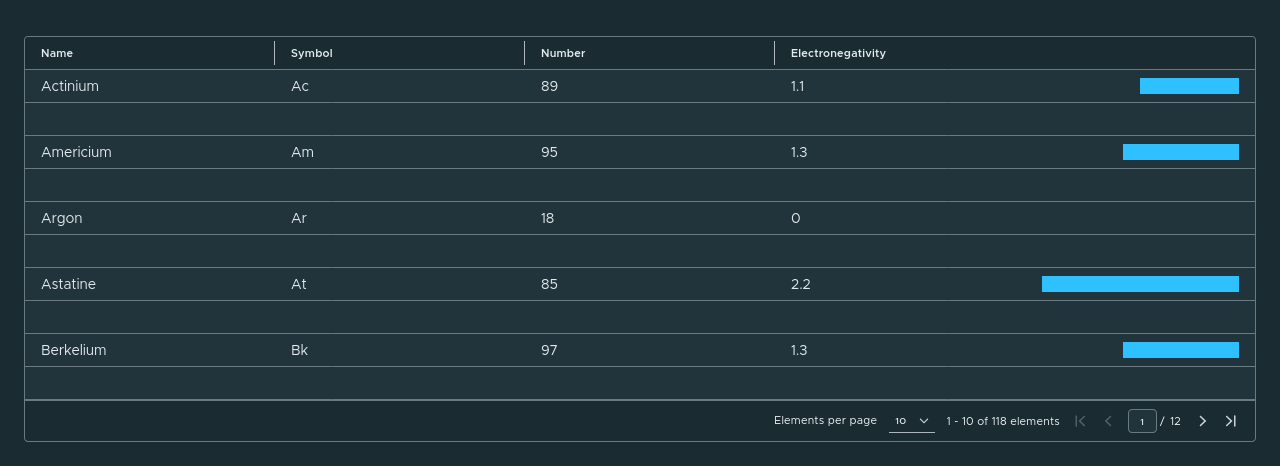 Name Symbol Number Electronegativity
Actinium Ac 89 1.1
Americium Am 95 1.3
Argon Ar 18 0
Astatine At 85 2.2
Berkelium Bk 97 1.3
Elements per page 10 1 - 10 of 118 elements 1 / 12